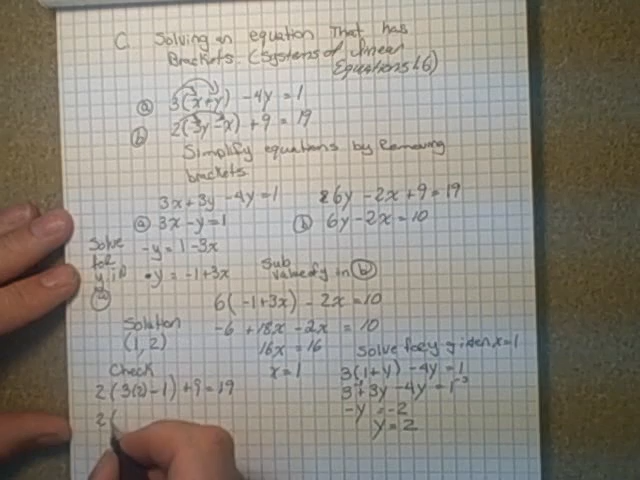 C Solving an equation That has
Brackets. (Systems of linear
Equations L6)
ⓐ 3(x+y) -4y = 1
ⓑ 2(3y-x) +9 = 19
Simplify equations by Removing
brackets
3x+3y -4y = 1
6y -2x +9 = 19
ⓐ 3x -y = 1
ⓑ 6y -2x = 10
Solve for y in ⓐ
-y = 1 -3x
y = -1 +3x
Sub value of y in ⓑ
6(-1+3x) -2x = 10
-6 +18x -2x = 10
16x = 16
x = 1
Solution
(1,2)
Solve for y given x=1
3(1+y) -4y = 1
3+3y -4y = 1 -3
-y = -2
y = 2
Check
2(3(2)-1) +9 = 19
2(